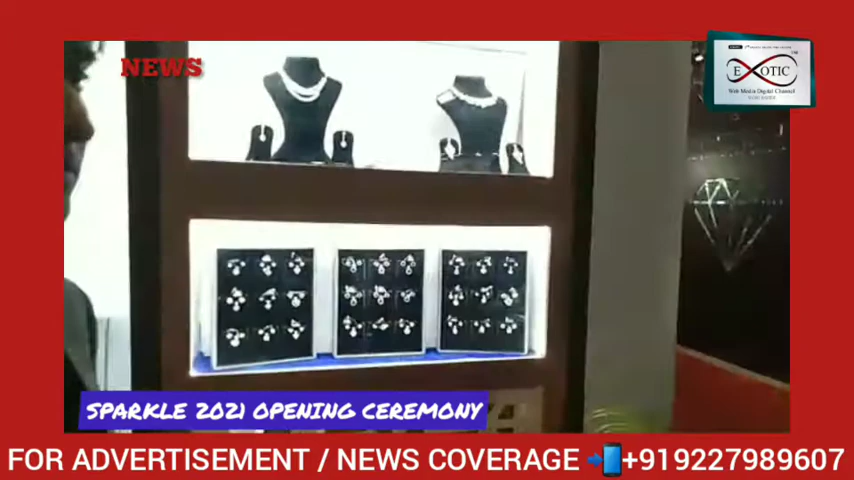 NEWS
EXOTIC
Web Media Digital Channel
SPARKLE 2021 OPENING CEREMONY
FOR ADVERTISEMENT / NEWS COVERAGE 📲+919227989607